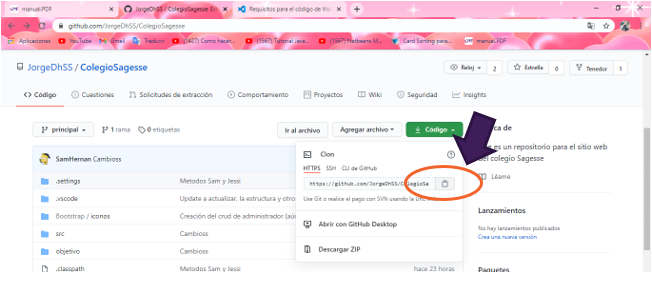 manual.PDF
JorgeDhSS/ColegioSagesse: Em
Requisitos para el código de Vis
github.com/JorgeDhSS/ColegioSagesse
Aplicaciones
YouTube
Gmail
Traducir
(1427) Como hacer...
(1567) Tutorial Java...
(1567) Netbeans M...
Card Sorting para...
manual.PDF
JorgeDhSS / ColegioSagesse
Reloj 2
Estrella 0
Tenedor 1
Código
Cuestiones
Solicitudes de extracción
Comportamiento
Proyectos
Wiki
Seguridad
Insights
principal
1 rama
0 etiquetas
Ir al archivo
Agregar archivo
Código
SamHernan Cambioss
.settings Metodos Sam y Jessi
.vscode Update a actualizar, la estructura y otro
Bootstrap / iconos Creación del crud de administrador (aún
src Cambioss
objetivo Cambioss
.classpath Metodos Sam y Jessi hace 23 horas
Clon
HTTPS SSH CLI de GitHub
https://github.com/JorgeDhSS/ColegioSa
Use Git o realice el pago con SVN usando la
Abrir con GitHub Desktop
Descargar ZIP
ca de
es un repositorio para el sitio web
del colegio Sagesse
Léame
Lanzamientos
No hay lanzamientos publicados
Crea una nueva versión
Paquetes